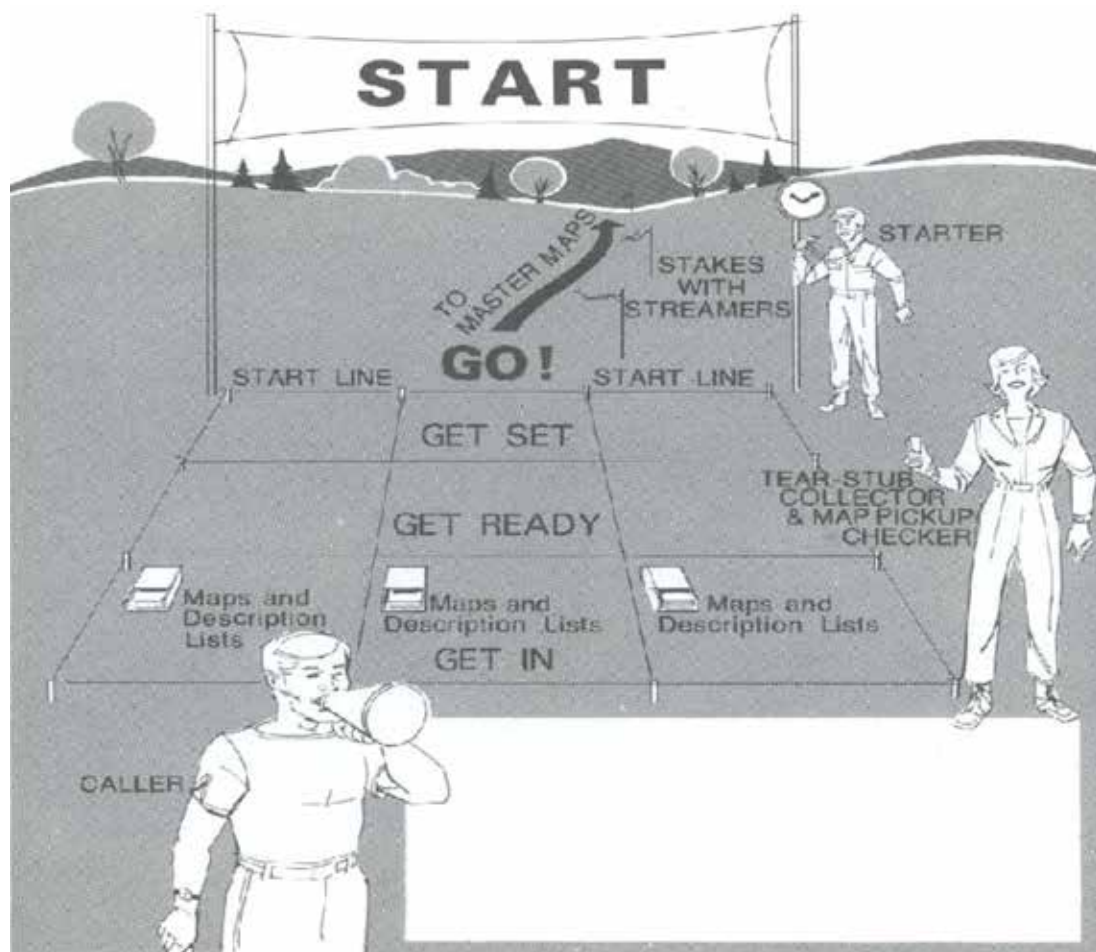 START
STARTER
TO
MASTER MAPS
STAKES
WITH
STREAMERS
GO!
START LINE
START LINE
GET SET
TEAR-STUB
COLLECTOR
& MAP PICKUP
CHECKER
GET READY
Maps and
Description
Lists
Maps and
Description Lists
Maps and
Description Lists
GET IN
CALLER